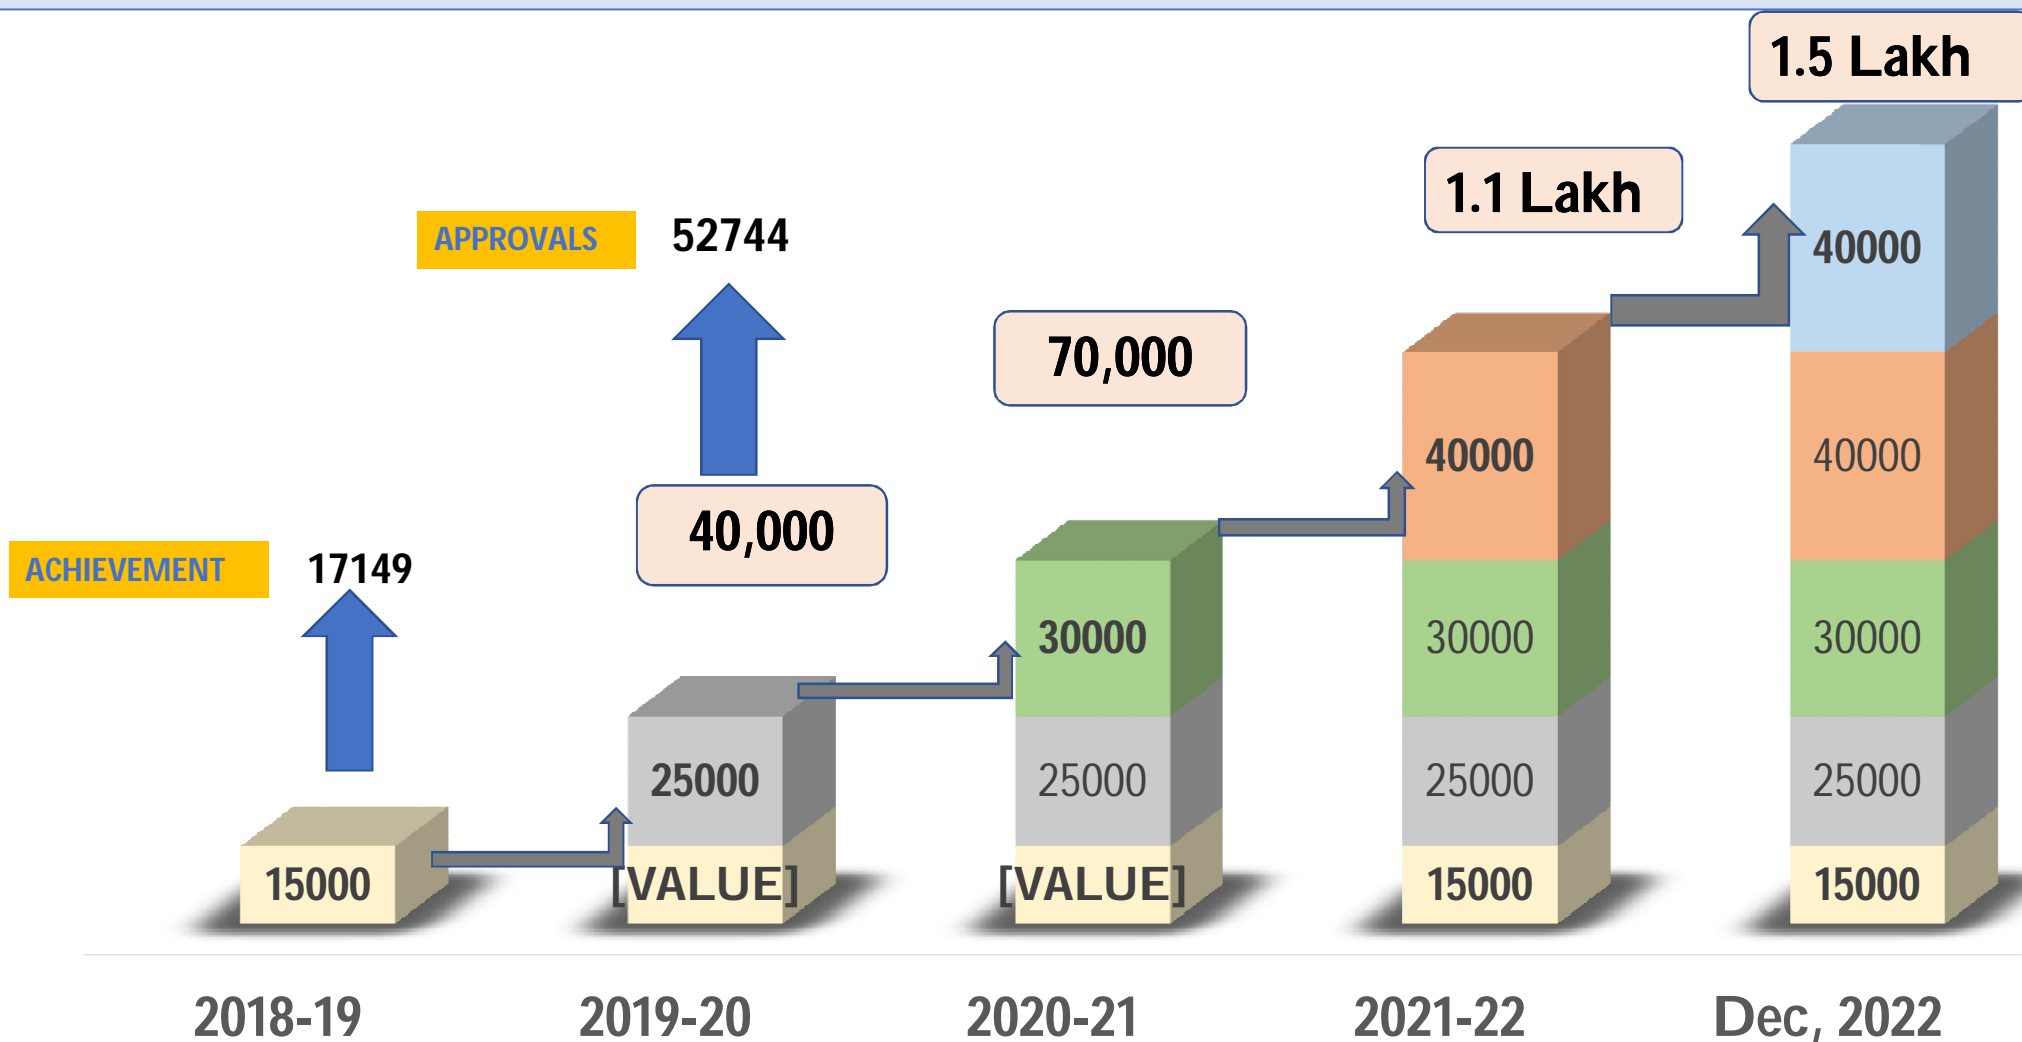 1.5 Lakh
1.1 Lakh
APPROVALS 52744
40000
70,000
40,000
ACHIEVEMENT 17149
40000 40000
30000 30000 30000
25000 25000 25000 25000
15000 [VALUE] [VALUE] 15000 15000
2018-19 2019-20 2020-21 2021-22 Dec, 2022